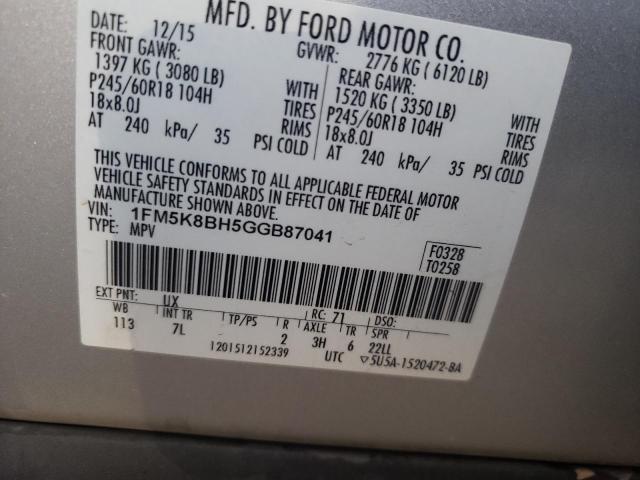 MFD. BY FORD MOTOR CO.
DATE: 12/15
GVWR: 2776 KG ( 6120 LB)
FRONT GAWR:
1397 KG ( 3080 LB)
P245/60R18 104H
18x8.0J
WITH
TIRES
RIMS
AT 240 kPa/ 35 PSI COLD
REAR GAWR:
1520 KG ( 3350 LB)
P245/60R18 104H
18x8.0J
WITH
TIRES
RIMS
AT 240 kPa/ 35 PSI COLD
THIS VEHICLE CONFORMS TO ALL APPLICABLE FEDERAL MOTOR
VEHICLE SAFETY STANDARDS IN EFFECT ON THE DATE OF
MANUFACTURE SHOWN ABOVE.
VIN: 1FM5K8BH5GGB87041
TYPE: MPV
F0328
T0258
EXT PNT: UX RC: 71 DSO:
WB INT TR TP/PS R AXLE TR SPR
113 7L 2 3H 6 22LL
1201512152339 UTC ▽5U5A-1520472-BA